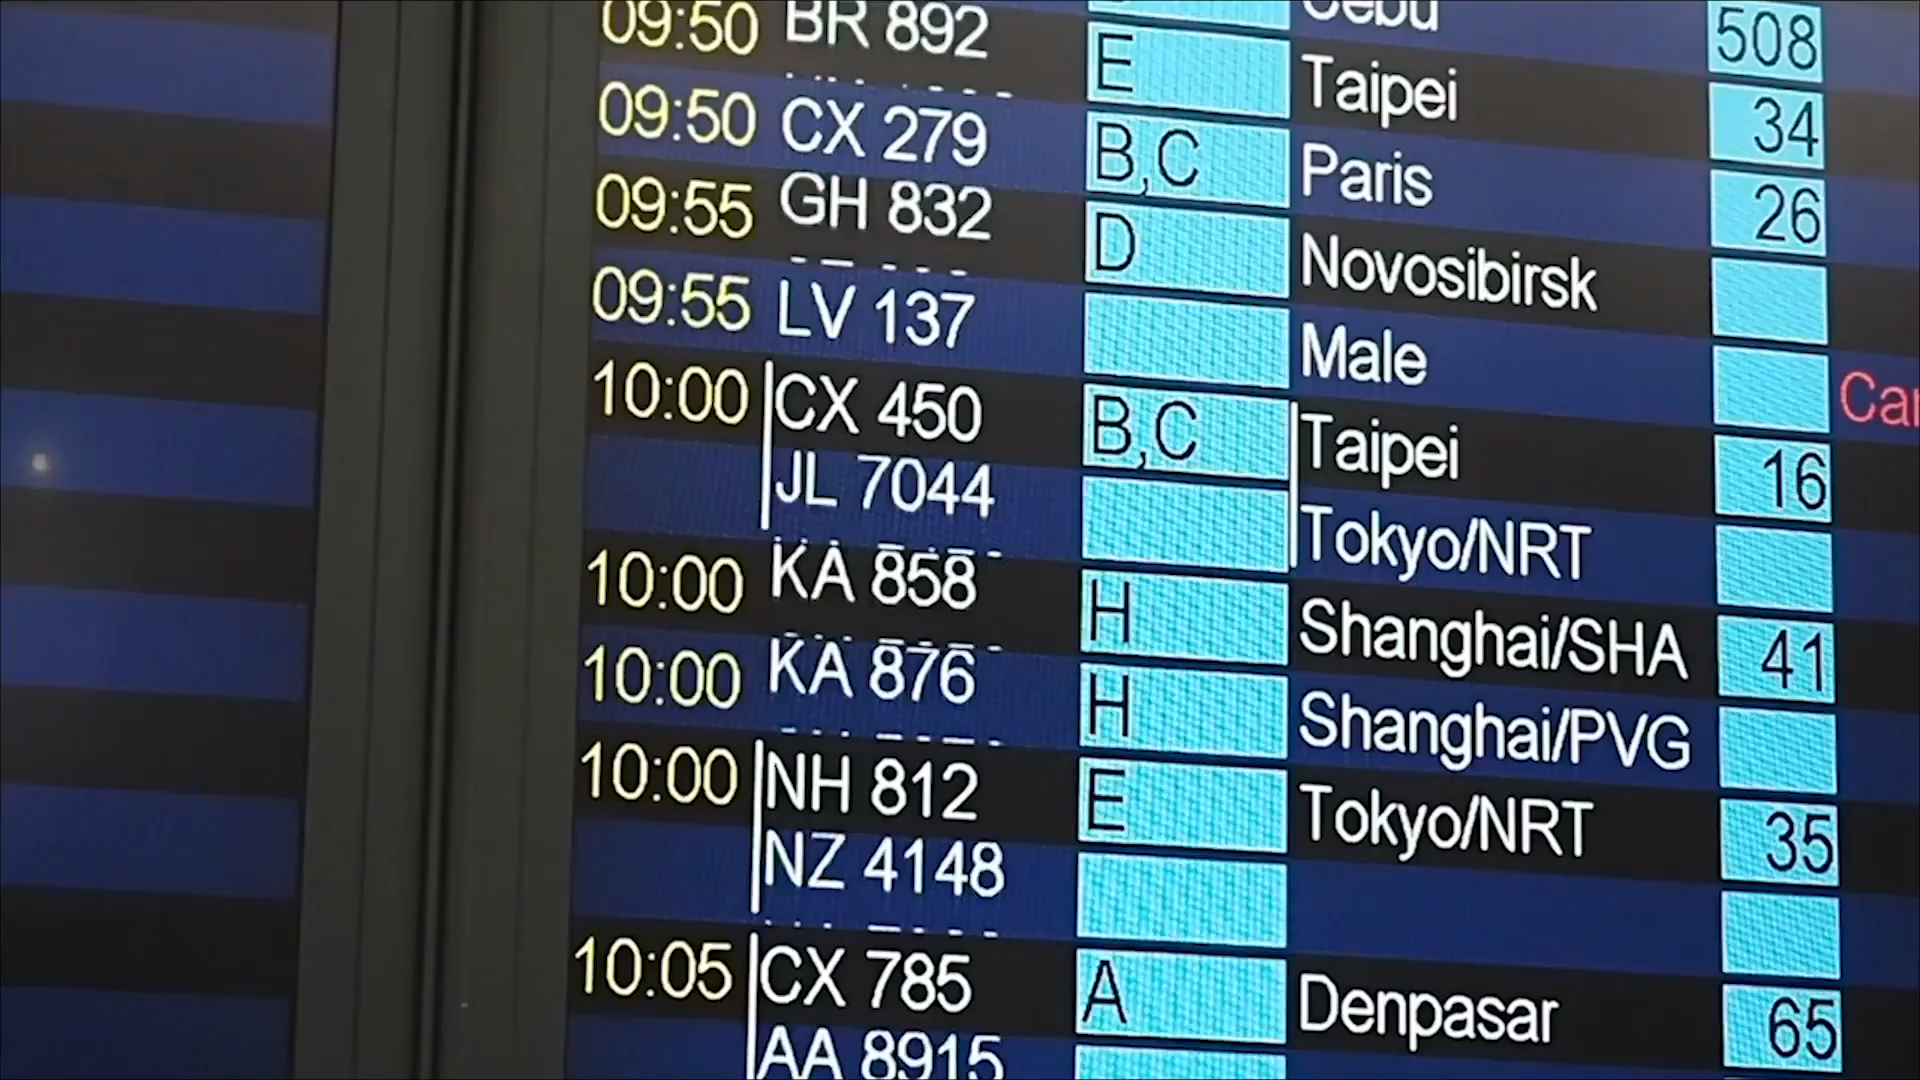 Cebu 508
09:50 BR 892 E Taipei 34
09:50 CX 279 B,C Paris 26
09:55 GH 832 D Novosibirsk
09:55 LV 137 Male
10:00 CX 450 B,C Taipei 16
JL 7044 Tokyo/NRT
10:00 KA 858 H Shanghai/SHA 41
10:00 KA 876 H Shanghai/PVG
10:00 NH 812 E Tokyo/NRT 35
NZ 4148
10:05 CX 785 A Denpasar 65
AA 8915